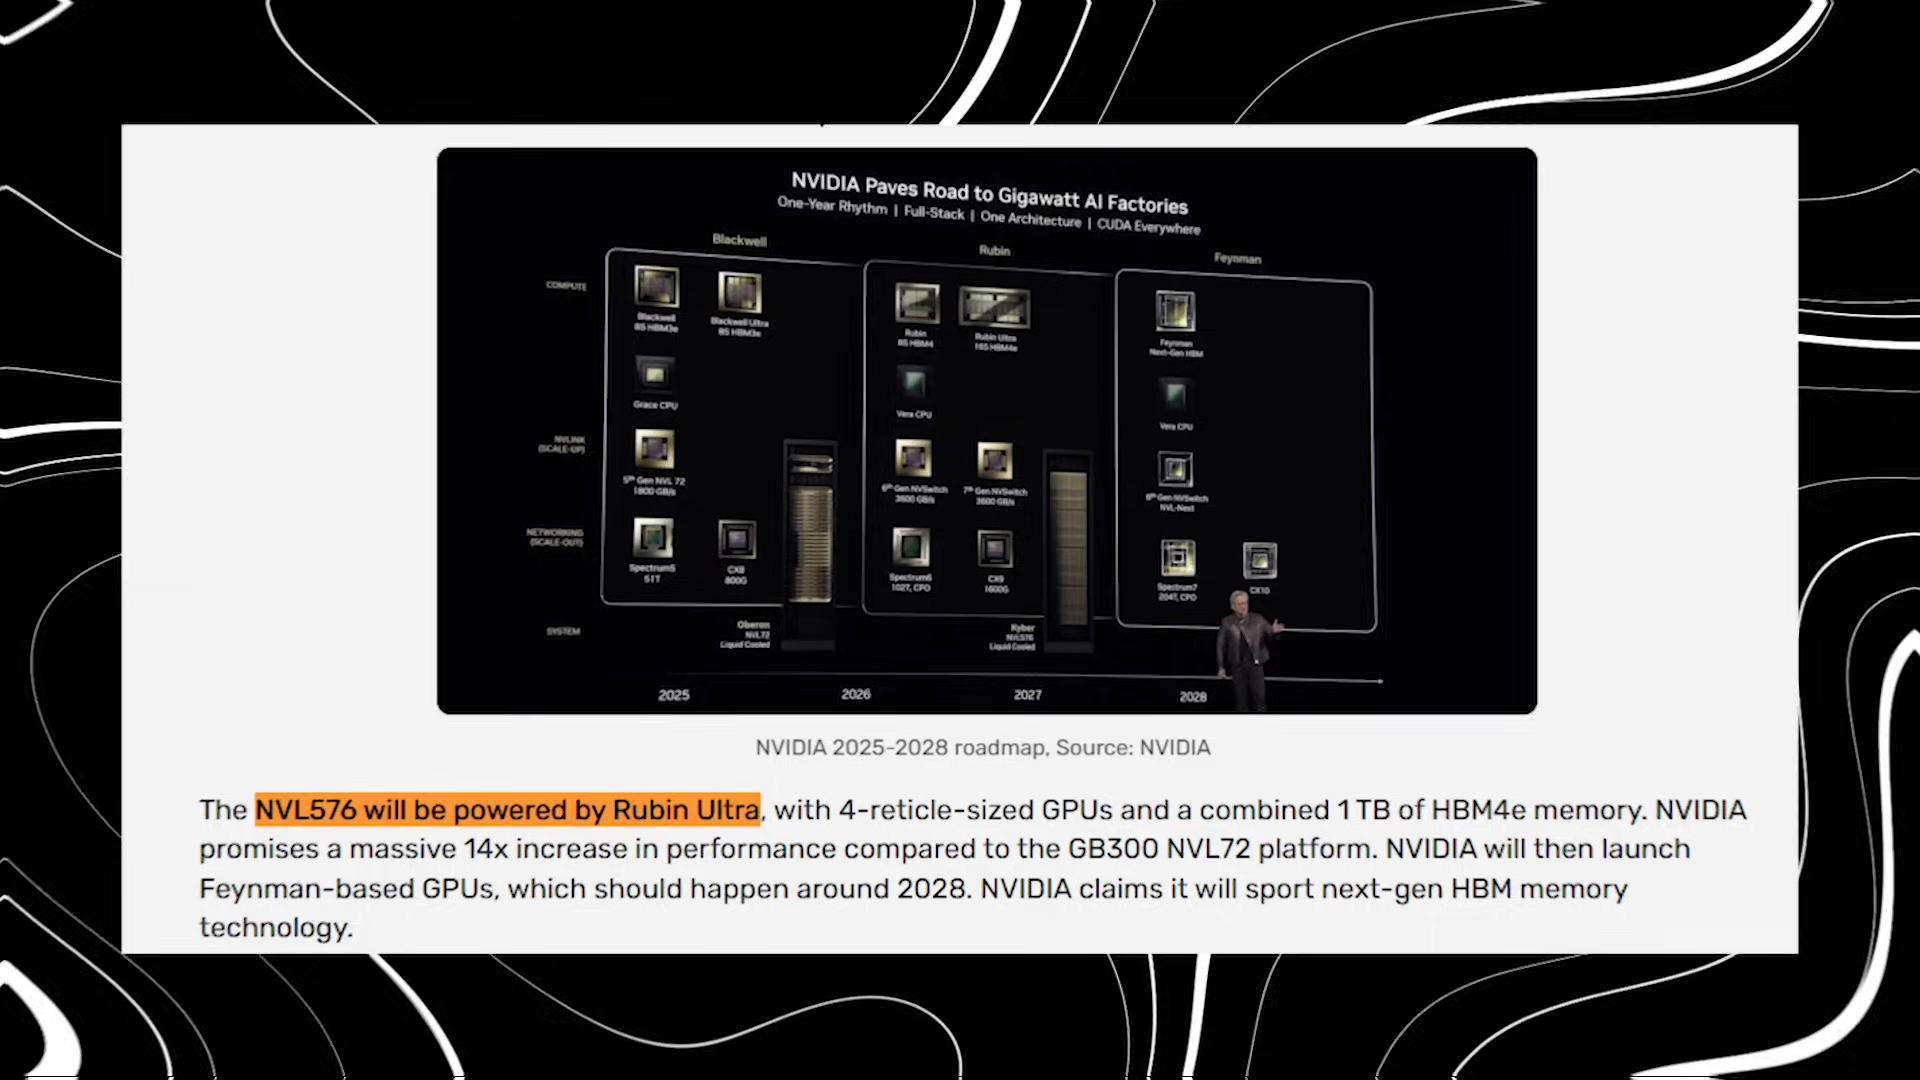 NVIDIA Paves Road to Gigawatt AI Factories
One-Year Rhythm | Full-Stack | One Architecture | CUDA Everywhere
Blackwell
Rubin
Feynman
COMPUTE
Blackwell
8S HBM3e
Blackwell Ultra
8S HBM3e
Rubin
8S HBM4
Rubin Ultra
16S HBM4e
Feynman
Next-Gen HBM
Grace CPU
Vera CPU
Vera CPU
NVLINK
(SCALE-UP)
5th Gen NVL 72
1800 GB/s
6th Gen NVSwitch
3600 GB/s
7th Gen NVSwitch
3600 GB/s
8th Gen NVSwitch
NVL-Next
NETWORKING
(SCALE-OUT)
Spectrum5
51T
CX8
800G
Spectrum6
102T, CPO
CX9
1600G
Spectrum7
204T, CPO
CX10
SYSTEM
Oberon
NVL72
Liquid Cooled
Kyber
NVL576
Liquid Cooled
2025
2026
2027
2028
NVIDIA 2025-2028 roadmap, Source: NVIDIA
The NVL576 will be powered by Rubin Ultra, with 4-reticle-sized GPUs and a combined 1 TB of HBM4e memory. NVIDIA
promises a massive 14x increase in performance compared to the GB300 NVL72 platform. NVIDIA will then launch
Feynman-based GPUs, which should happen around 2028. NVIDIA claims it will sport next-gen HBM memory
technology.